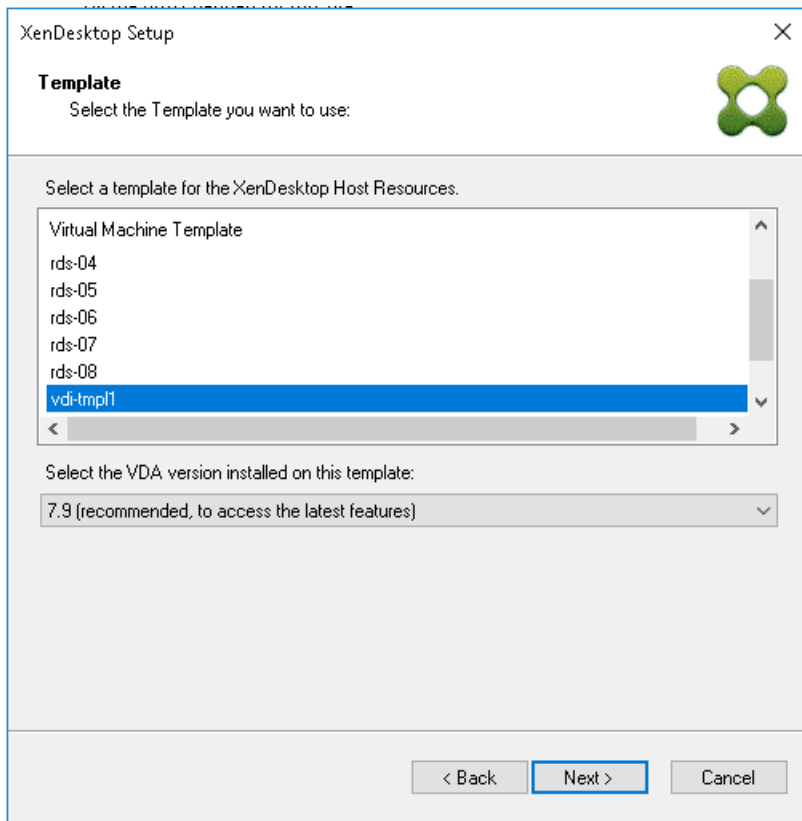 XenDesktop Setup
Template
Select the Template you want to use:
Select a template for the XenDesktop Host Resources.
Virtual Machine Template
rds-04
rds-05
rds-06
rds-07
rds-08
vdi-tmpl1
Select the VDA version installed on this template:
7.9 (recommended, to access the latest features)
< Back
Next >
Cancel